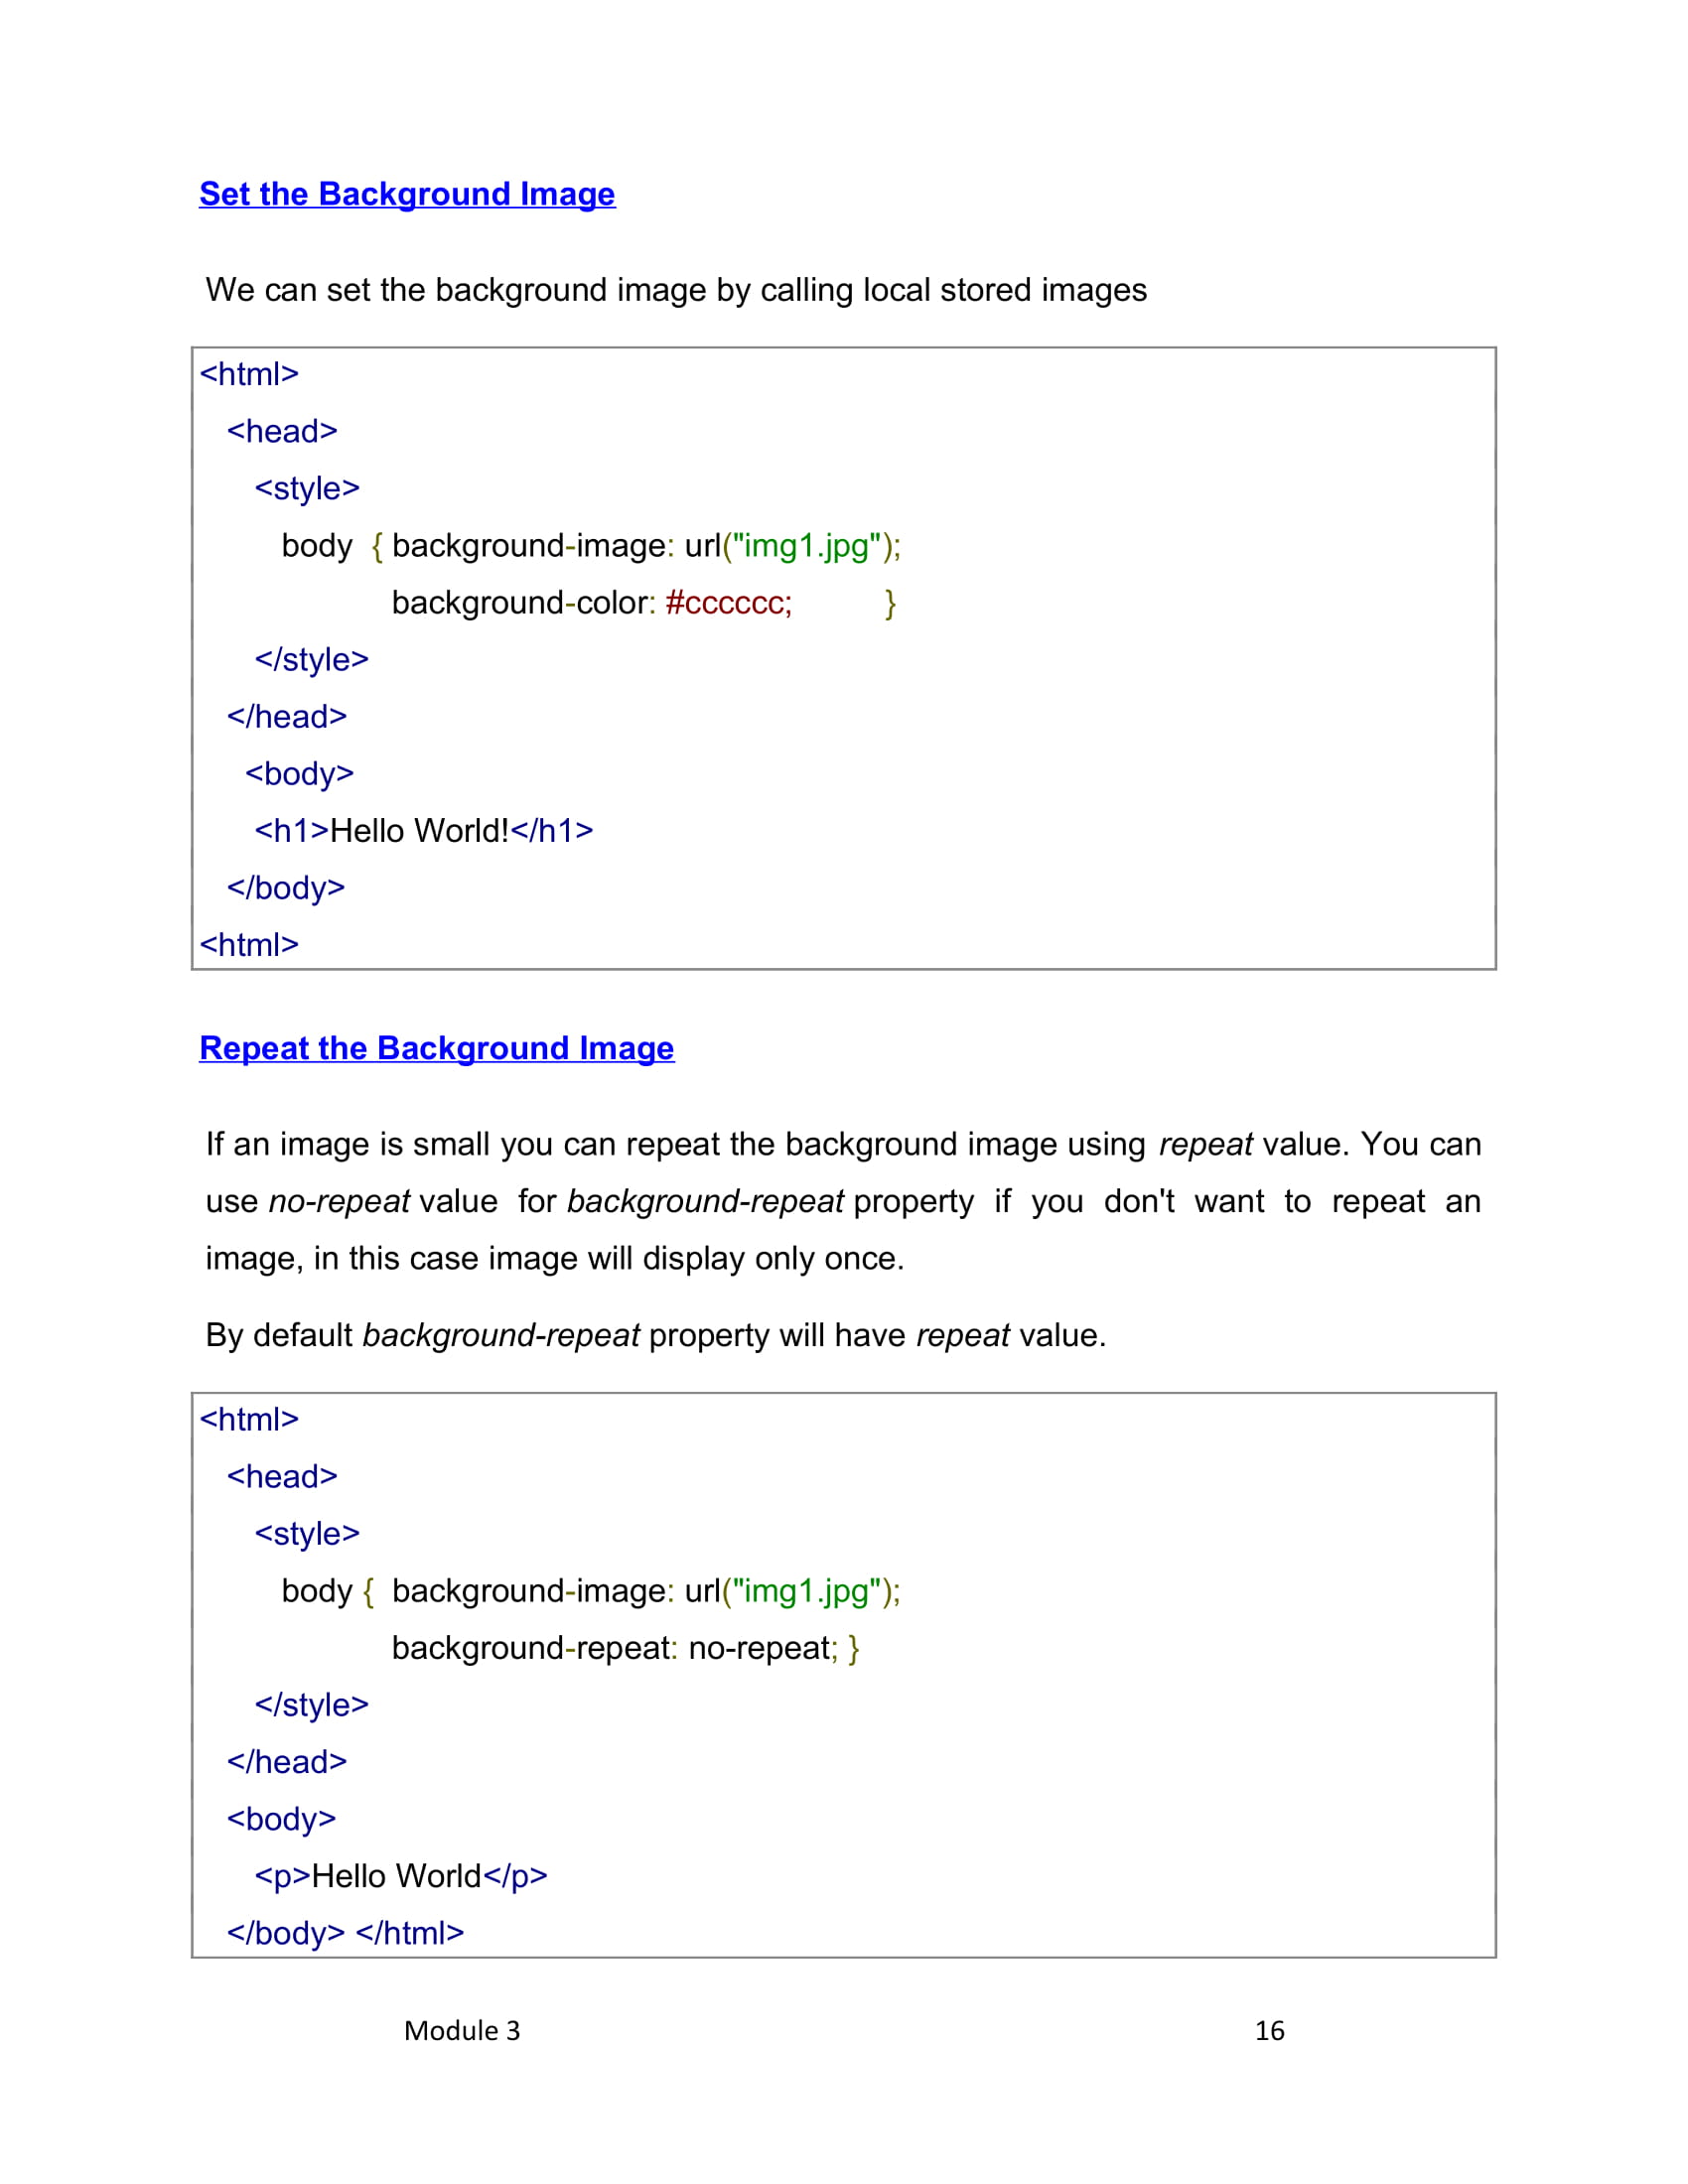 Set the Background Image
We can set the background image by calling local stored images
<html>
<head>
<style>
body { background-image: url("img1.jpg");
background-color: #cccccc; }
</style>
</head>
<body>
<h1>Hello World!</h1>
</body>
<html>
Repeat the Background Image
If an image is small you can repeat the background image using repeat value. You can
use no-repeat value for background-repeat property if you don't want to repeat an
image, in this case image will display only once.
By default background-repeat property will have repeat value.
<html>
<head>
<style>
body { background-image: url("img1.jpg");
background-repeat: no-repeat; }
</style>
</head>
<body>
<p>Hello World</p>
</body> </html>
Module 3 16